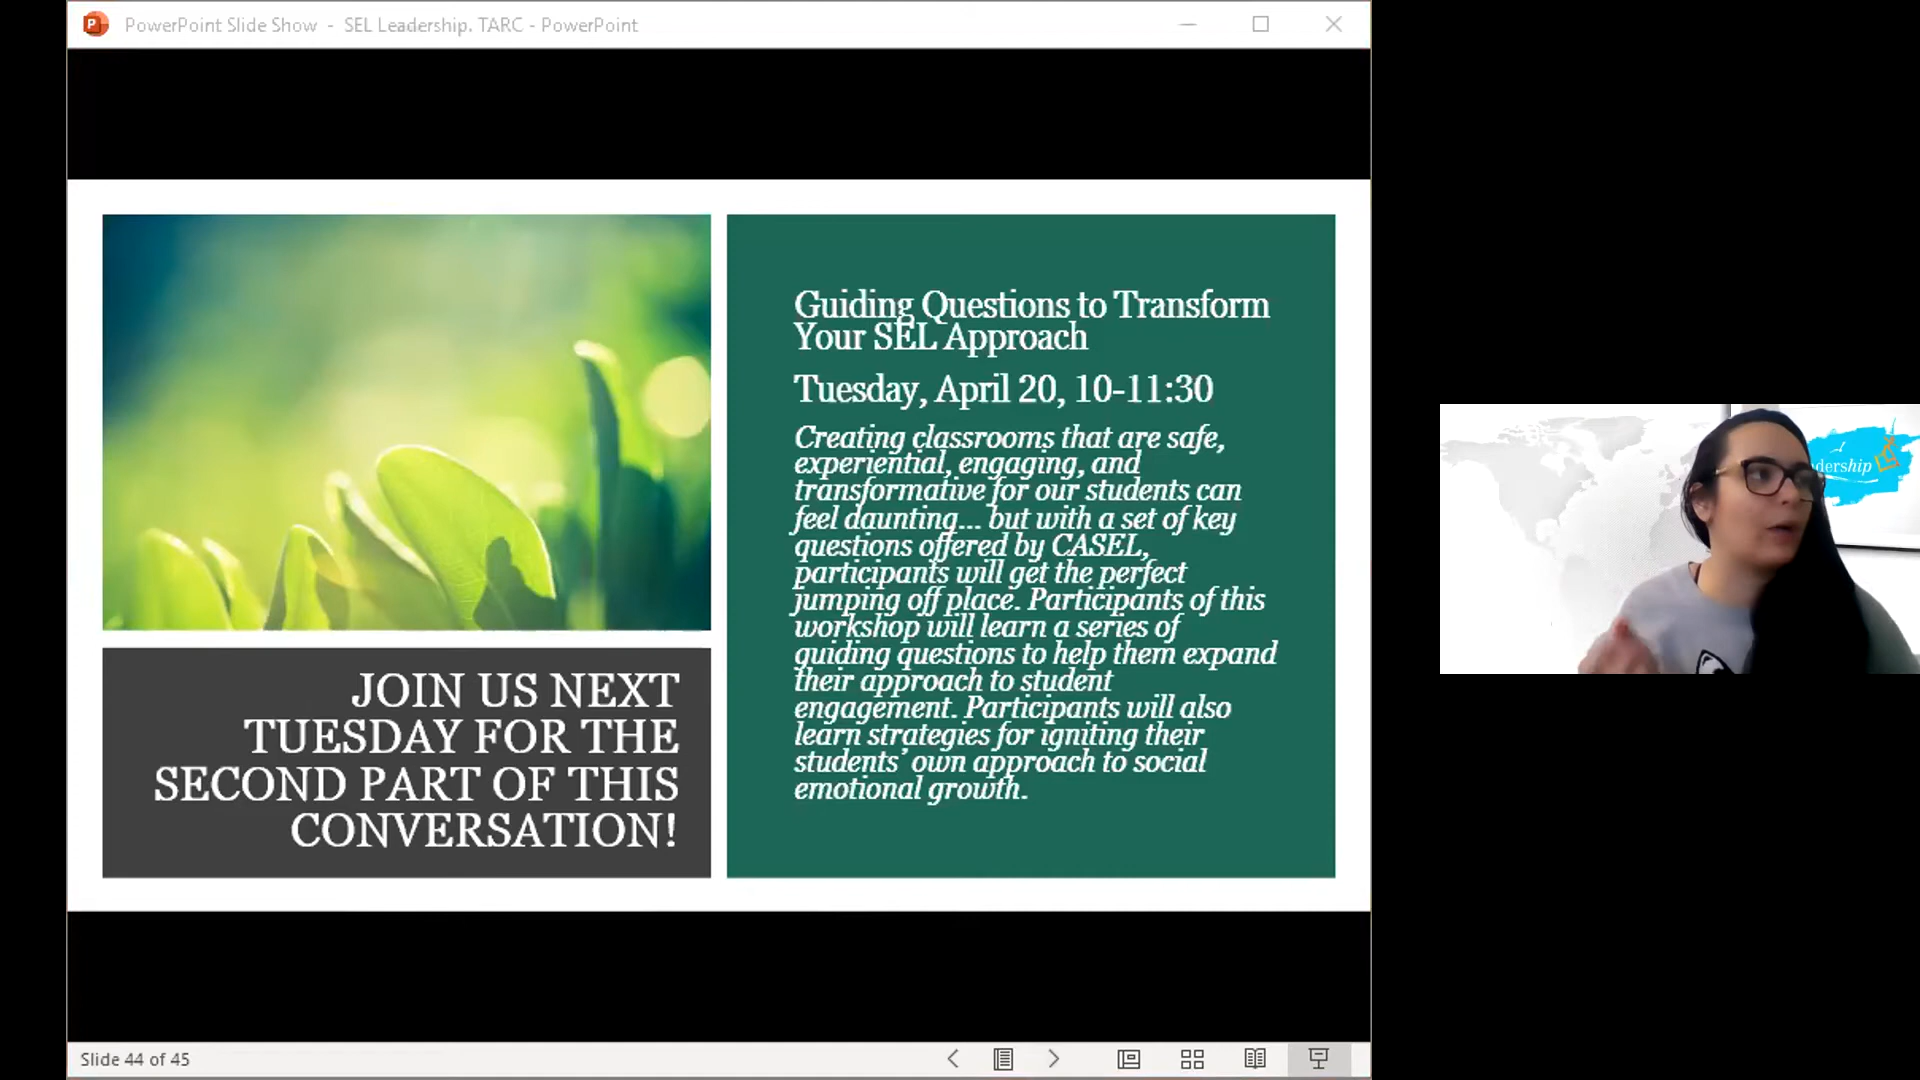 PowerPoint Slide Show - SEL Leadership. TARC - PowerPoint
Guiding Questions to Transform
Your SEL Approach
Tuesday, April 20, 10-11:30
Creating classrooms that are safe,
experiential, engaging, and
transformative for our students can
feel daunting... but with a set of key
questions offered by CASEL,
participants will get the perfect
jumping off place. Participants of this
workshop will learn a series of
guiding questions to help them expand
their approach to student
engagement. Participants will also
learn strategies for igniting their
students’ own approach to social
emotional growth.
JOIN US NEXT
TUESDAY FOR THE
SECOND PART OF THIS
CONVERSATION!
dership
Slide 44 of 45